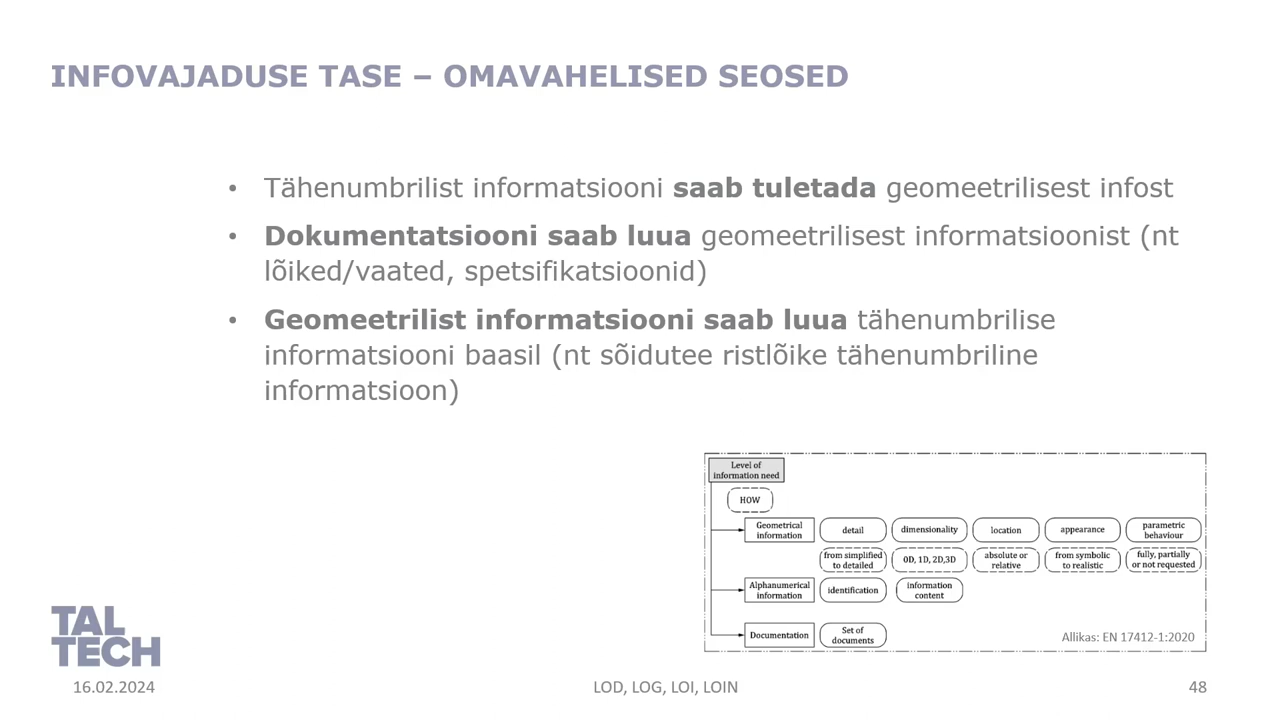 INFOVAJADUSE TASE – OMAVAHELISED SEOSED
• Tähenumbrilist informatsiooni saab tuletada geomeetrilisest infost
• Dokumentatsiooni saab luua geomeetrilisest informatsioonist (nt
lõiked/vaated, spetsifikatsioonid)
• Geomeetrilist informatsiooni saab luua tähenumbrilise
informatsiooni baasil (nt sõidutee ristlõike tähenumbriline
informatsioon)
Level of
information need
HOW
Geometrical
information
detail
dimensionality
location
appearance
parametric
behaviour
from simplified
to detailed
0D, 1D, 2D,3D
absolute or
relative
from symbolic
to realistic
fully, partially
or not requested
Alphanumerical
information
identification
information
content
Documentation
Set of
documents
Allikas: EN 17412-1:2020
TAL
TECH
16.02.2024
LOD, LOG, LOI, LOIN
48